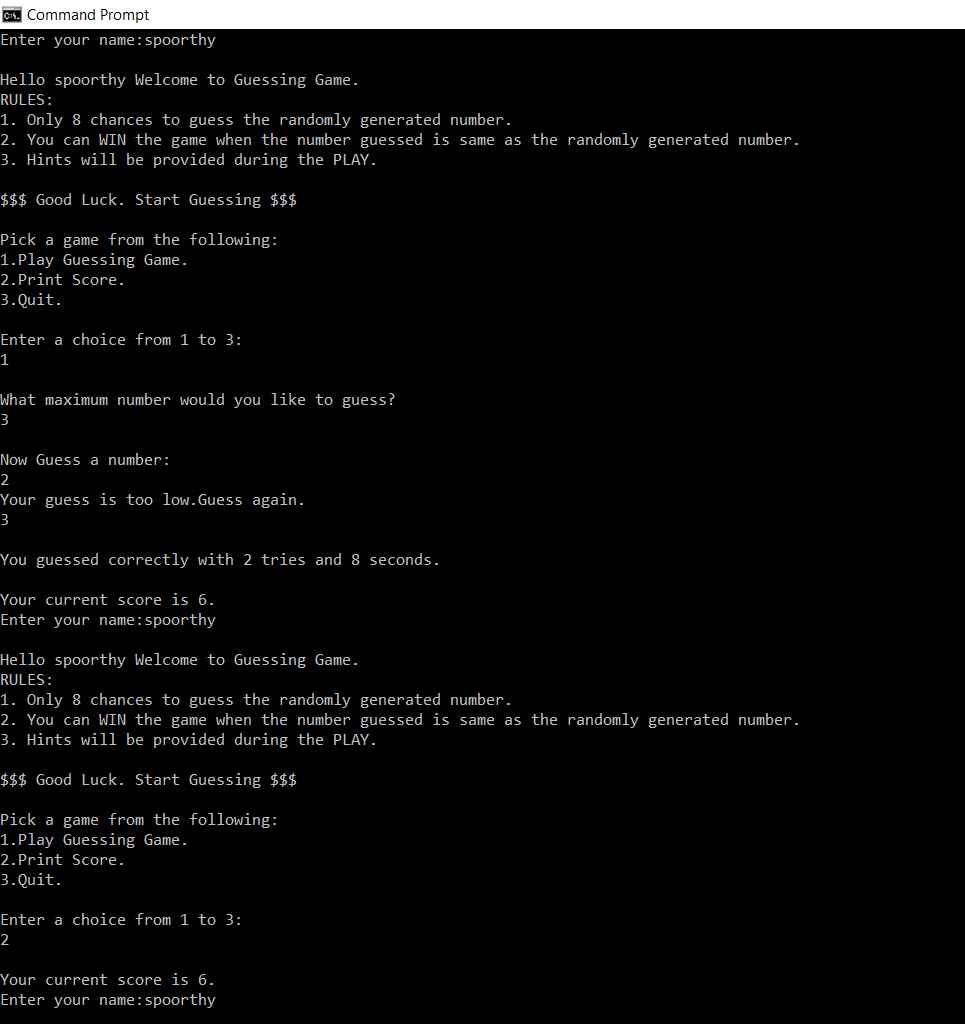 Command Prompt
Enter your name:spoorthy
Hello spoorthy Welcome to Guessing Game.
RULES:
1. Only 8 chances to guess the randomly generated number.
2. You can WIN the game when the number guessed is same as the randomly generated number.
3. Hints will be provided during the PLAY.
$$$ Good Luck. Start Guessing $$$
Pick a game from the following:
1.Play Guessing Game.
2.Print Score.
3.Quit.
Enter a choice from 1 to 3:
1
What maximum number would you like to guess?
3
Now Guess a number:
2
Your guess is too low.Guess again.
3
You guessed correctly with 2 tries and 8 seconds.
Your current score is 6.
Enter your name:spoorthy
Hello spoorthy Welcome to Guessing Game.
RULES:
1. Only 8 chances to guess the randomly generated number.
2. You can WIN the game when the number guessed is same as the randomly generated number.
3. Hints will be provided during the PLAY.
$$$ Good Luck. Start Guessing $$$
Pick a game from the following:
1.Play Guessing Game.
2.Print Score.
3.Quit.
Enter a choice from 1 to 3:
2
Your current score is 6.
Enter your name:spoorthy